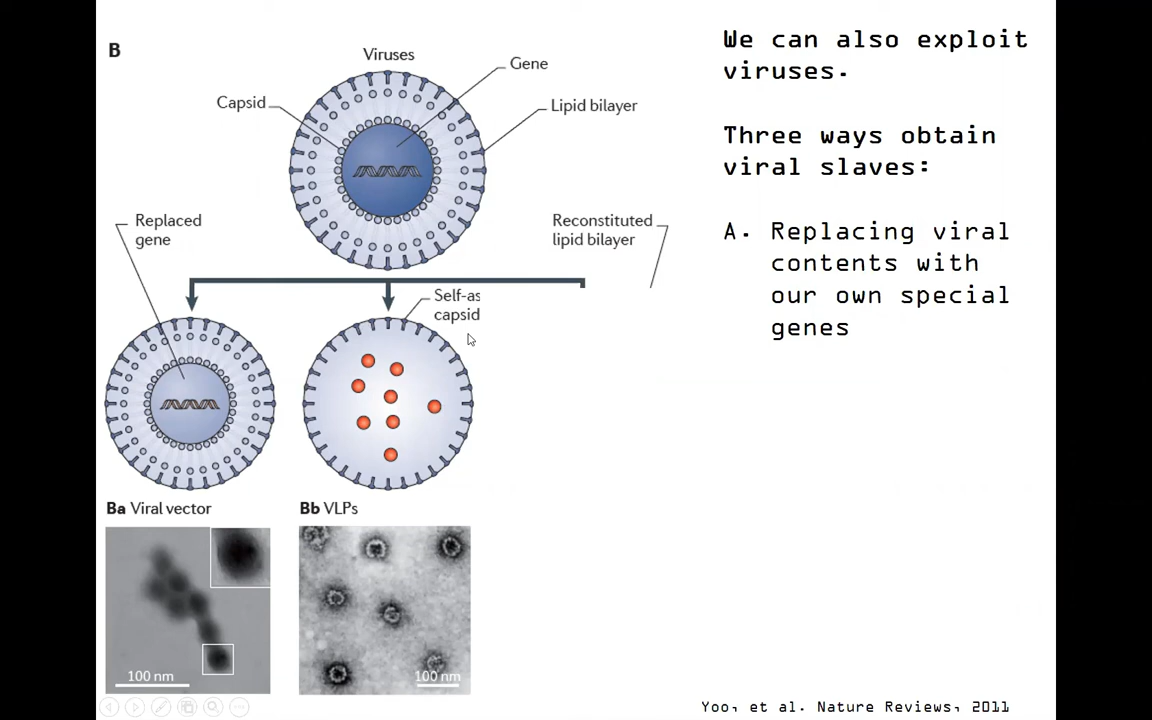 B
Viruses
Gene
Capsid
Lipid bilayer
Replaced
gene
Reconstituted
lipid bilayer
Self-as
capsid
Ba Viral vector
Bb VLPs
100 nm
100 nm
We can also exploit
viruses.
Three ways obtain
viral slaves:
A. Replacing viral
contents with
our own special
genes
Yoo, et al. Nature Reviews, 2011